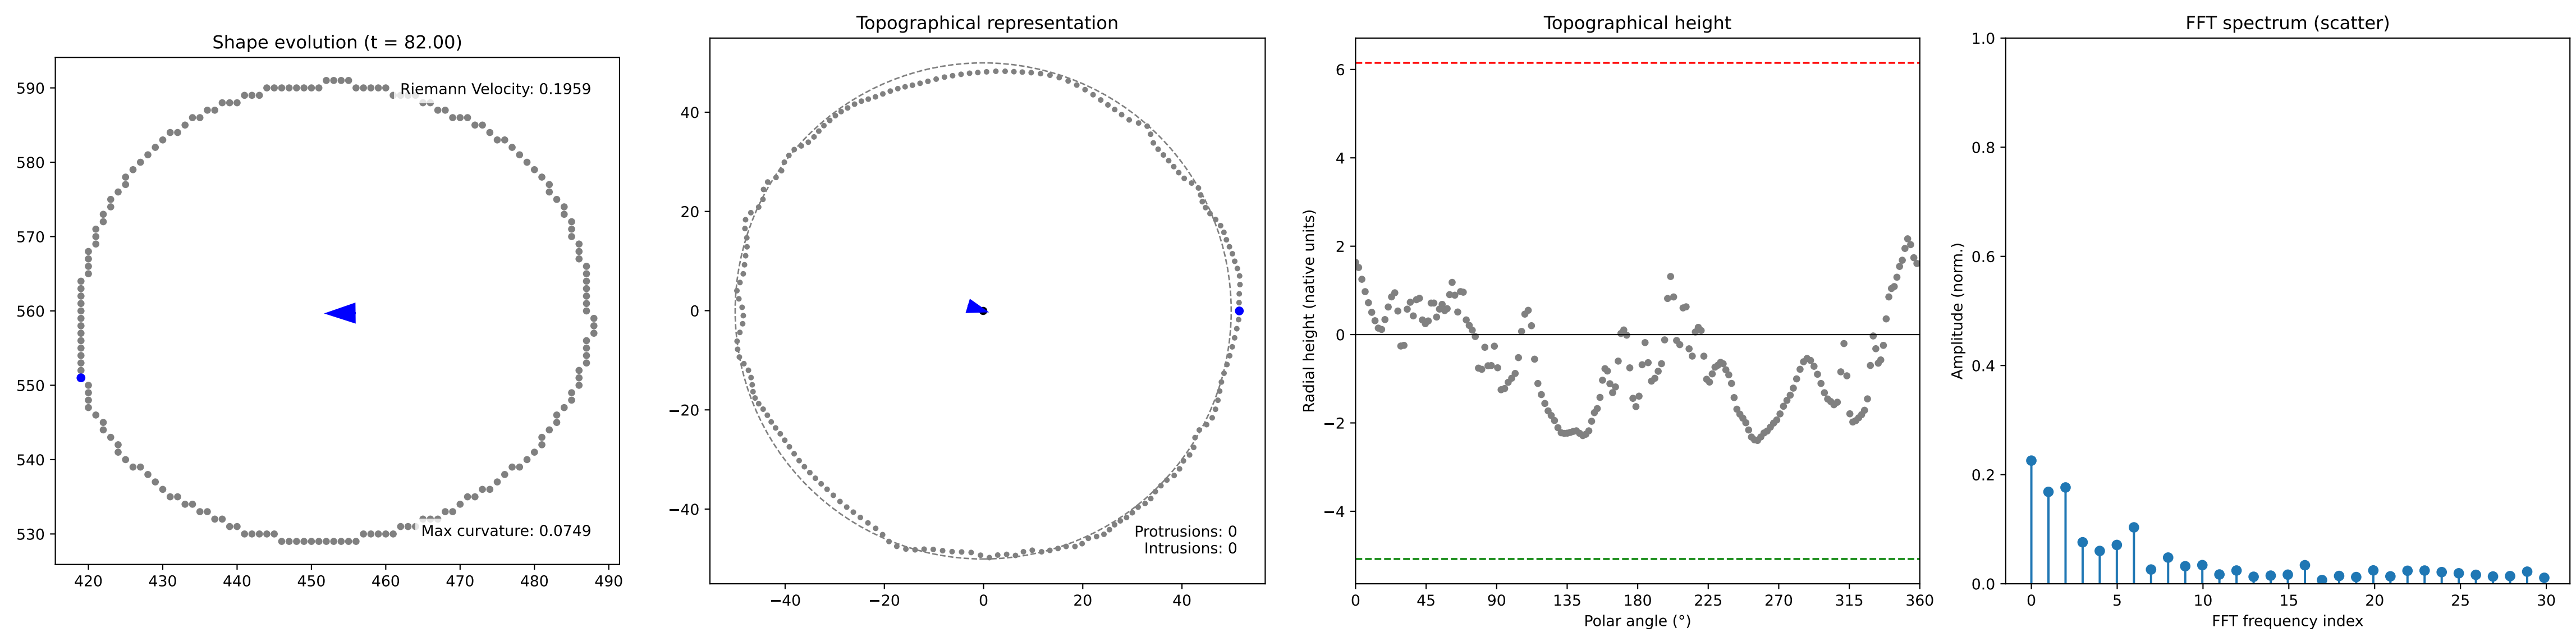 Shape evolution (t = 82.00)
Riemann Velocity: 0.1959
Max curvature: 0.0749
590
580
570
560
550
540
530
420 430 440 450 460 470 480 490
Topographical representation
40
20
0
−20
−40
Protrusions: 0
Intrusions: 0
−40 −20 0 20 40
Topographical height
Radial height (native units)
6
4
2
0
−2
−4
0 45 90 135 180 225 270 315 360
Polar angle (°)
FFT spectrum (scatter)
Amplitude (norm.)
1.0
0.8
0.6
0.4
0.2
0.0
0 5 10 15 20 25 30
FFT frequency index